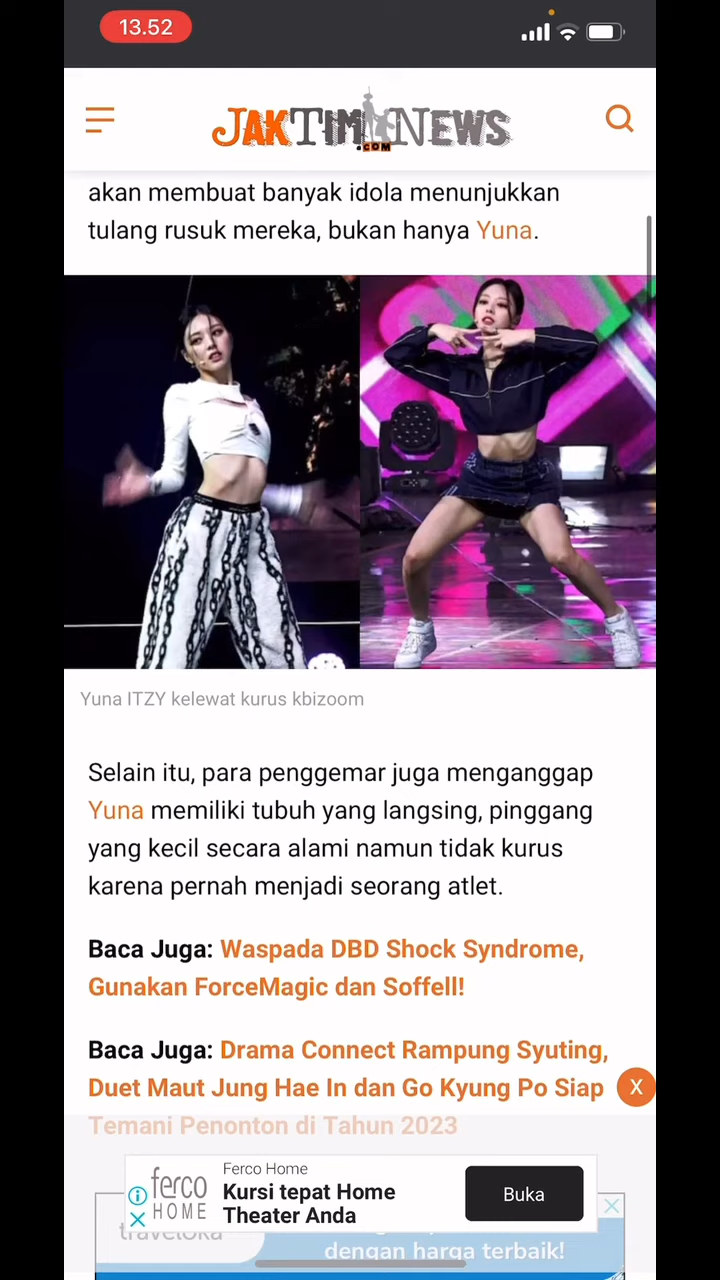 13.52
JAKTIMNEWS
.COM
akan membuat banyak idola menunjukkan
tulang rusuk mereka, bukan hanya Yuna.
Yuna ITZY kelewat kurus kbizoom
Selain itu, para penggemar juga menganggap
Yuna memiliki tubuh yang langsing, pinggang
yang kecil secara alami namun tidak kurus
karena pernah menjadi seorang atlet.
Baca Juga: Waspada DBD Shock Syndrome,
Gunakan ForceMagic dan Soffell!
Baca Juga: Drama Connect Rampung Syuting,
Duet Maut Jung Hae In dan Go Kyung Po Siap
X
Temani Penonton di Tahun 2023
ferco
HOME
Ferco Home
Kursi tepat Home
Theater Anda
Buka
traveloka
dengan harga terbaik!